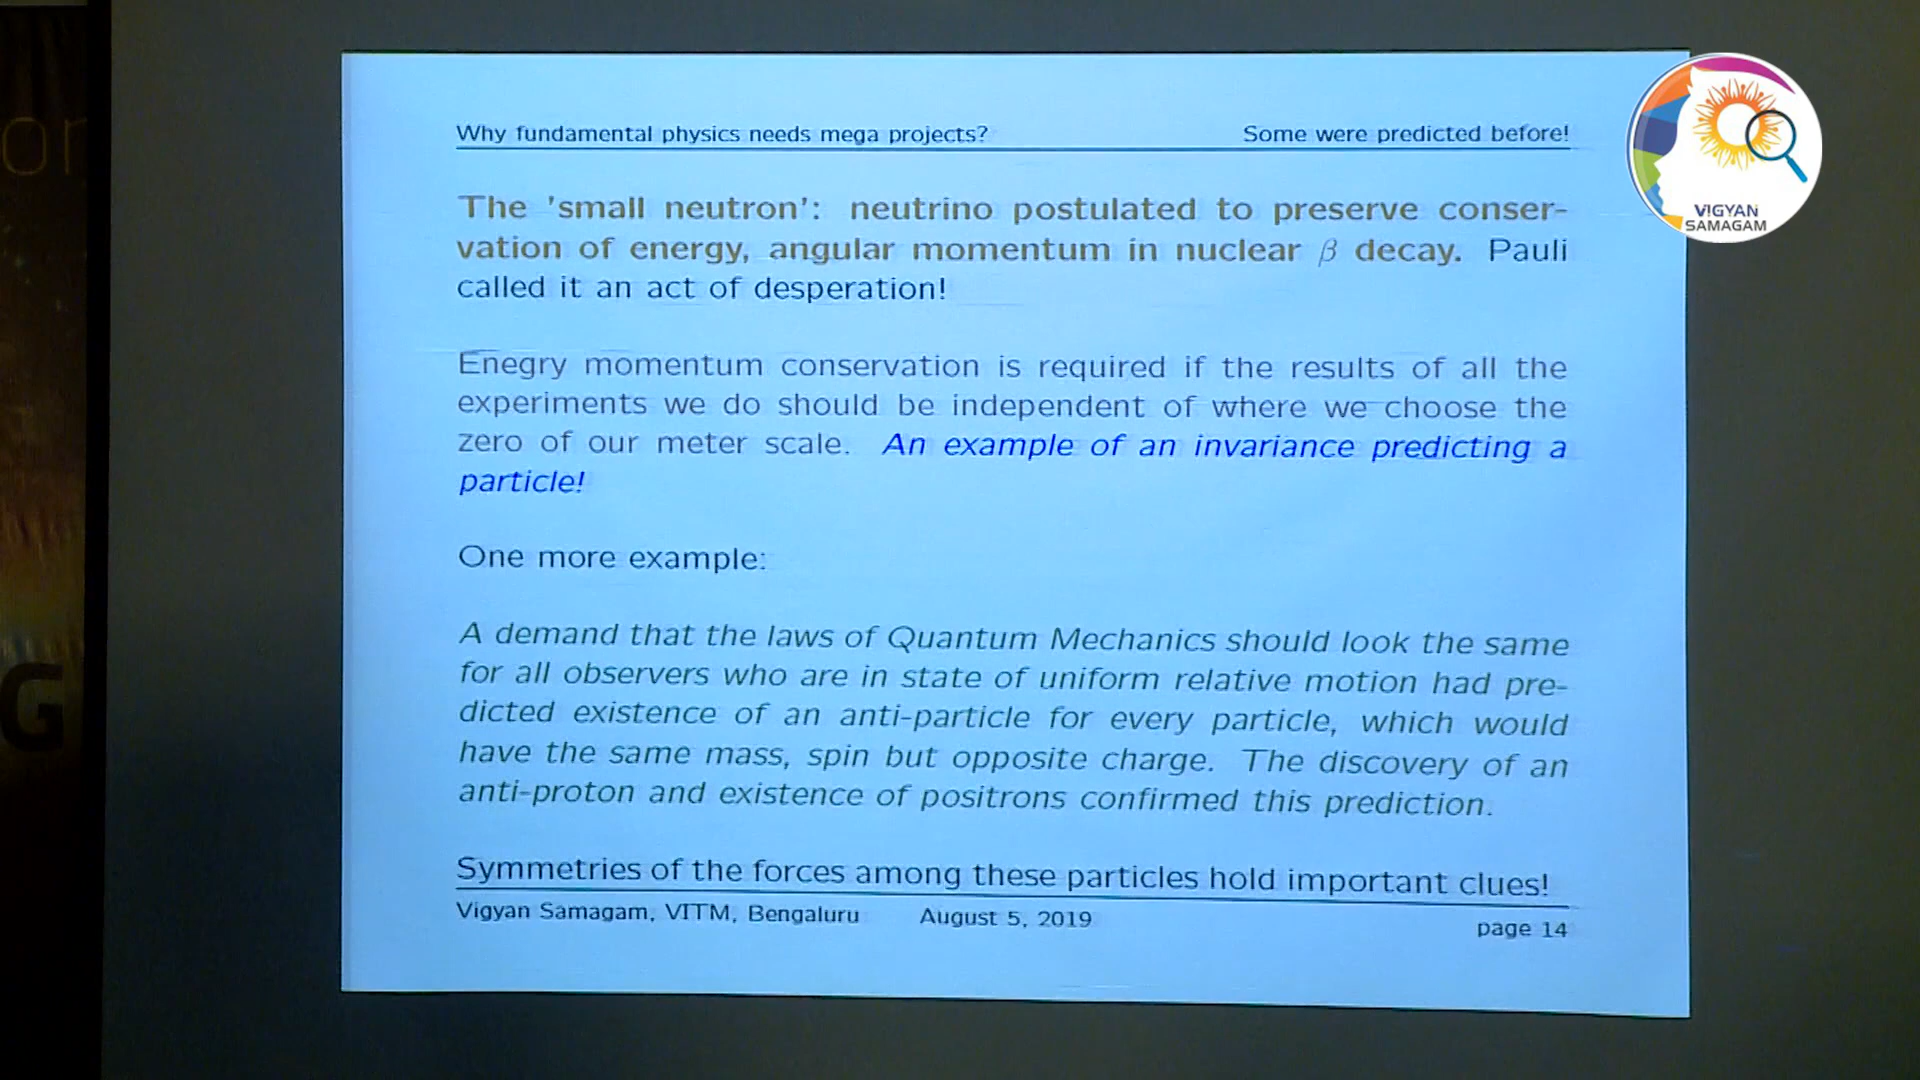 Why fundamental physics needs mega projects? Some were predicted before!
The 'small neutron': neutrino postulated to preserve conser-
vation of energy, angular momentum in nuclear β decay. Pauli
called it an act of desperation!
Enegry momentum conservation is required if the results of all the
experiments we do should be independent of where we choose the
zero of our meter scale. An example of an invariance predicting a
particle!
One more example:
A demand that the laws of Quantum Mechanics should look the same
for all observers who are in state of uniform relative motion had pre-
dicted existence of an anti-particle for every particle, which would
have the same mass, spin but opposite charge. The discovery of an
anti-proton and existence of positrons confirmed this prediction.
Symmetries of the forces among these particles hold important clues!
Vigyan Samagam, VITM, Bengaluru August 5, 2019 page 14
VIGYAN
SAMAGAM
or
G